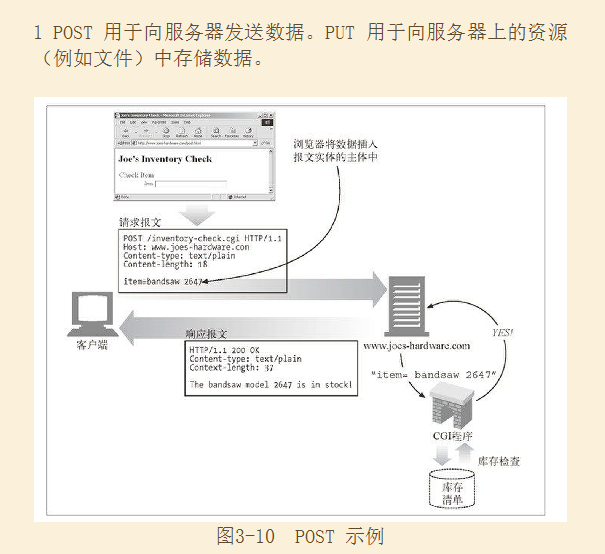 1 POST 用于向服务器发送数据。PUT 用于向服务器上的资源
（例如文件）中存储数据。
Joe's Inventory Check - Microsoft Internet Explorer
Joe's Inventory Check
Check Item
Item:
浏览器将数据插入
报文实体的主体中
请求报文
POST /inventory-check.cgi HTTP/1.1
Host: www.joes-hardware.com
Content-type: text/plain
Content-length: 18
item=bandsaw 2647
客户端
响应报文
HTTP/1.1 200 OK
Content-type: text/plain
Context-length: 37
The bandsaw model 2647 is in stock!
www.joes-hardware.com
YES!
"item= bandsaw 2647"
CGI程序
库存检查
库存
清单
图3-10 POST 示例